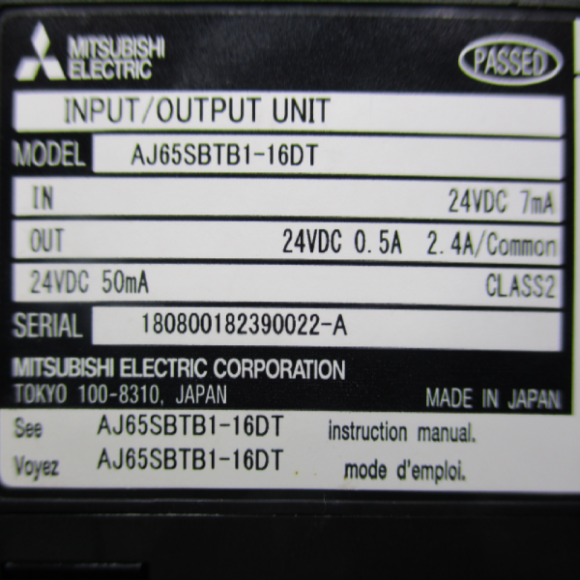 MITSUBISHI
ELECTRIC
PASSED
INPUT/OUTPUT UNIT
MODEL AJ65SBTB1-16DT
IN 24VDC 7mA
OUT 24VDC 0.5A 2.4A/Common
24VDC 50mA CLASS2
SERIAL 180800182390022-A
MITSUBISHI ELECTRIC CORPORATION
TOKYO 100-8310, JAPAN MADE IN JAPAN
See AJ65SBTB1-16DT instruction manual.
Voyez AJ65SBTB1-16DT mode d'emploi.